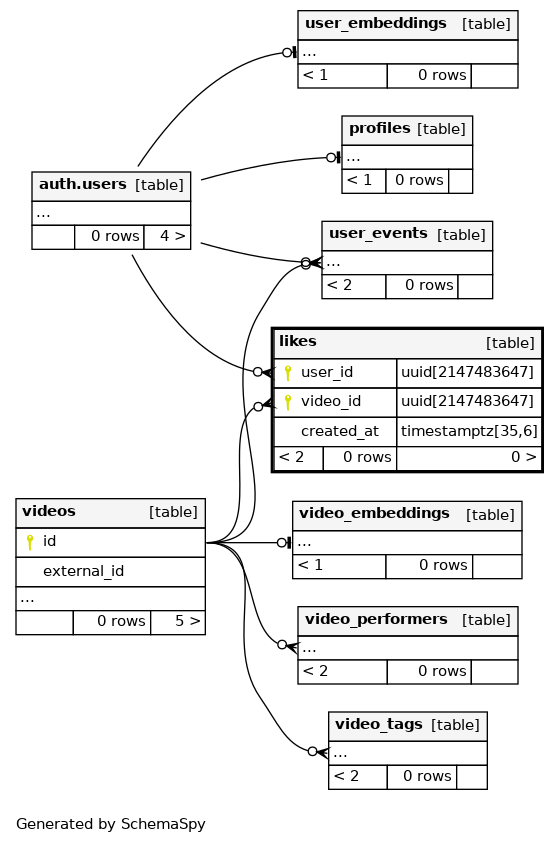 user_embeddings [table]
...
< 1 0 rows
profiles [table]
...
< 1 0 rows
auth.users [table]
...
0 rows 4 >
user_events [table]
...
< 2 0 rows
likes [table]
user_id uuid[2147483647]
video_id uuid[2147483647]
created_at timestamptz[35,6]
< 2 0 rows 0 >
videos [table]
id
external_id
...
0 rows 5 >
video_embeddings [table]
...
< 1 0 rows
video_performers [table]
...
< 2 0 rows
video_tags [table]
...
< 2 0 rows
Generated by SchemaSpy